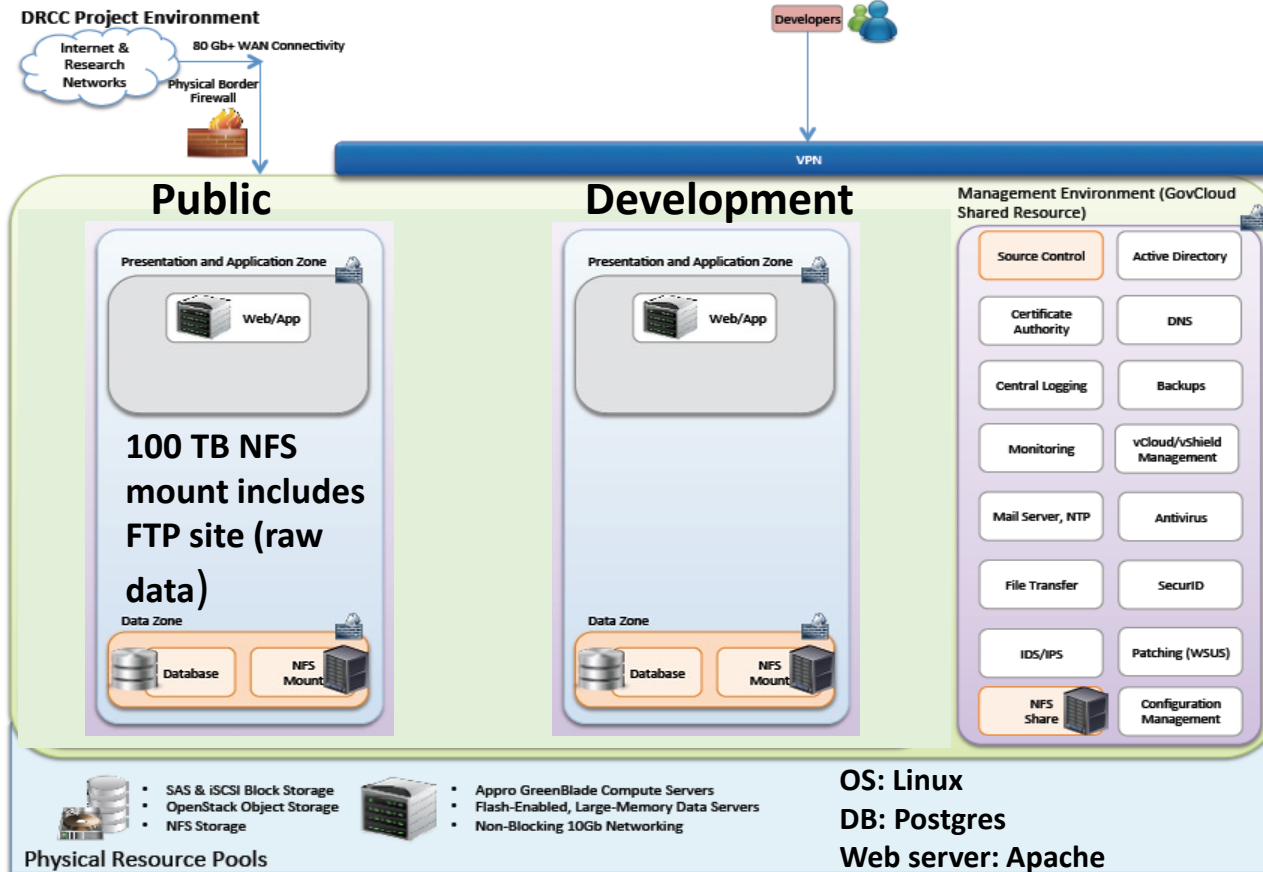 DRCC Project Environment
Internet &
Research
Networks
80 Gb+ WAN Connectivity
Physical Border
Firewall
Developers
VPN
Public
Presentation and Application Zone
Web/App
100 TB NFS
mount includes
FTP site (raw
data)
Data Zone
Database
NFS
Mount
Development
Presentation and Application Zone
Web/App
Data Zone
Database
NFS
Mount
Management Environment (GovCloud
Shared Resource)
Source Control
Active Directory
Certificate
Authority
DNS
Central Logging
Backups
Monitoring
vCloud/vShield
Management
Mail Server, NTP
Antivirus
File Transfer
SecurID
IDS/IPS
Patching (WSUS)
NFS
Share
Configuration
Management
• SAS & iSCSI Block Storage
• OpenStack Object Storage
• NFS Storage
• Appro GreenBlade Compute Servers
• Flash-Enabled, Large-Memory Data Servers
• Non-Blocking 10Gb Networking
Physical Resource Pools
OS: Linux
DB: Postgres
Web server: Apache